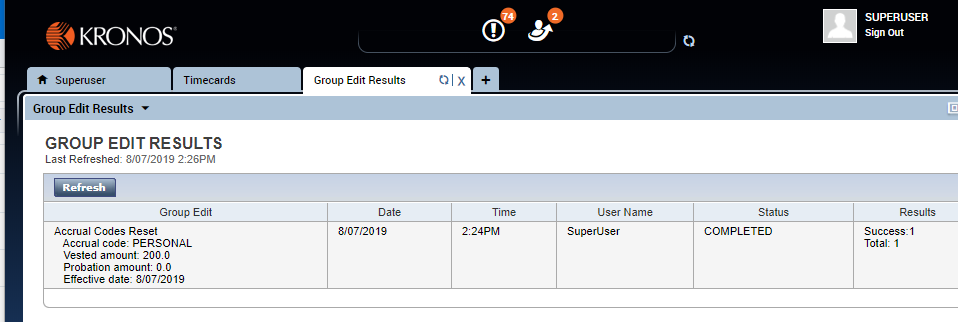 KRONOS
74
2
SUPERUSER
Sign Out
Superuser
Timecards
Group Edit Results
X
+
Group Edit Results
GROUP EDIT RESULTS
Last Refreshed: 8/07/2019 2:26PM
Refresh
Group Edit
Date
Time
User Name
Status
Results
Accrual Codes Reset
8/07/2019
2:24PM
SuperUser
COMPLETED
Success:1
Accrual code: PERSONAL
Total: 1
Vested amount: 200.0
Probation amount: 0.0
Effective date: 8/07/2019